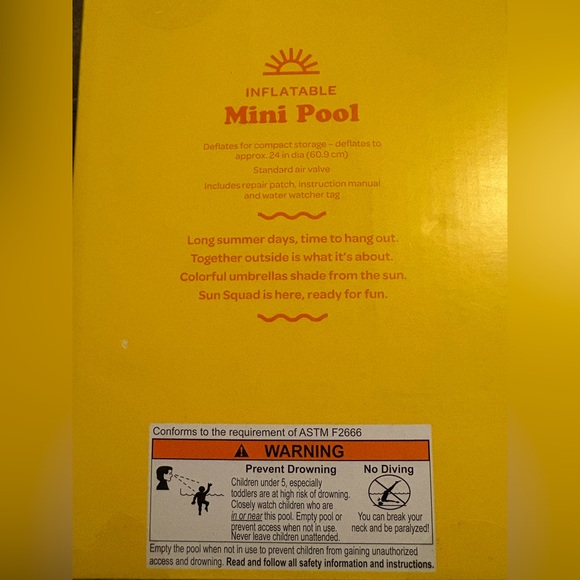 INFLATABLE
Mini Pool
Deflates for compact storage – deflates to
approx. 24 in dia (60.9 cm)
Standard air valve
Includes repair patch, instruction manual
and water watcher tag
Long summer days, time to hang out.
Together outside is what it's about.
Colorful umbrellas shade from the sun.
Sun Squad is here, ready for fun.
Conforms to the requirement of ASTM F2666
WARNING
Prevent Drowning
Children under 5, especially
toddlers are at high risk of drowning.
Closely watch children who are
in or near this pool. Empty pool or
prevent access when not in use.
Never leave children unattended.
No Diving
You can break your
neck and be paralyzed!
Empty the pool when not in use to prevent children from gaining unauthorized
access and drowning. Read and follow all safety information and instructions.